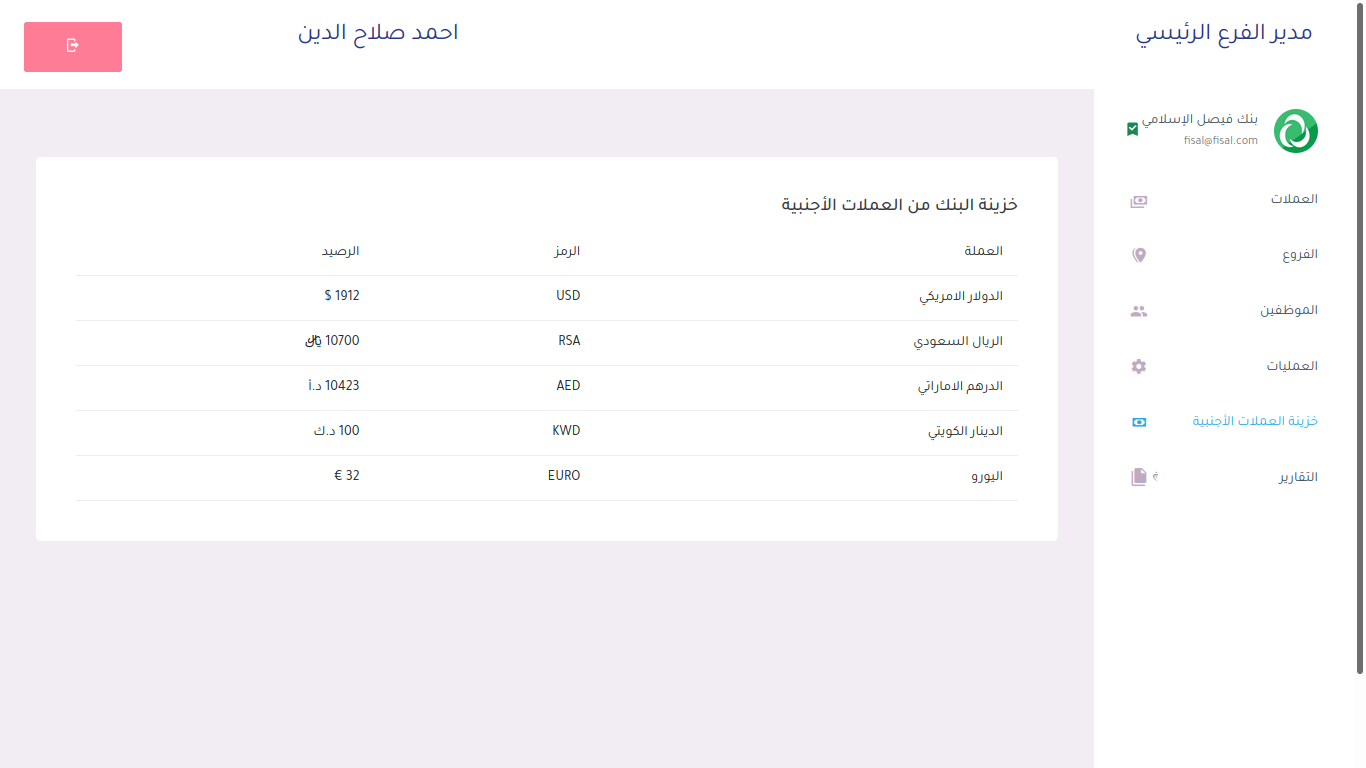 مدير الفرع الرئيسي
احمد صلاح الدين
بنك فيصل الإسلامي
fisal@fisal.com
العملات
الفروع
الموظفين
العمليات
خزينة العملات الأجنبية
التقارير
خزينة البنك من العملات الأجنبية
العملة الرمز الرصيد
الدولار الامريكي USD 1912 $
الريال السعودي RSA 10700 ﷼
الدرهم الاماراتي AED 10423 د.أ
الدينار الكويتي KWD 100 د.ك
اليورو EURO 32 €